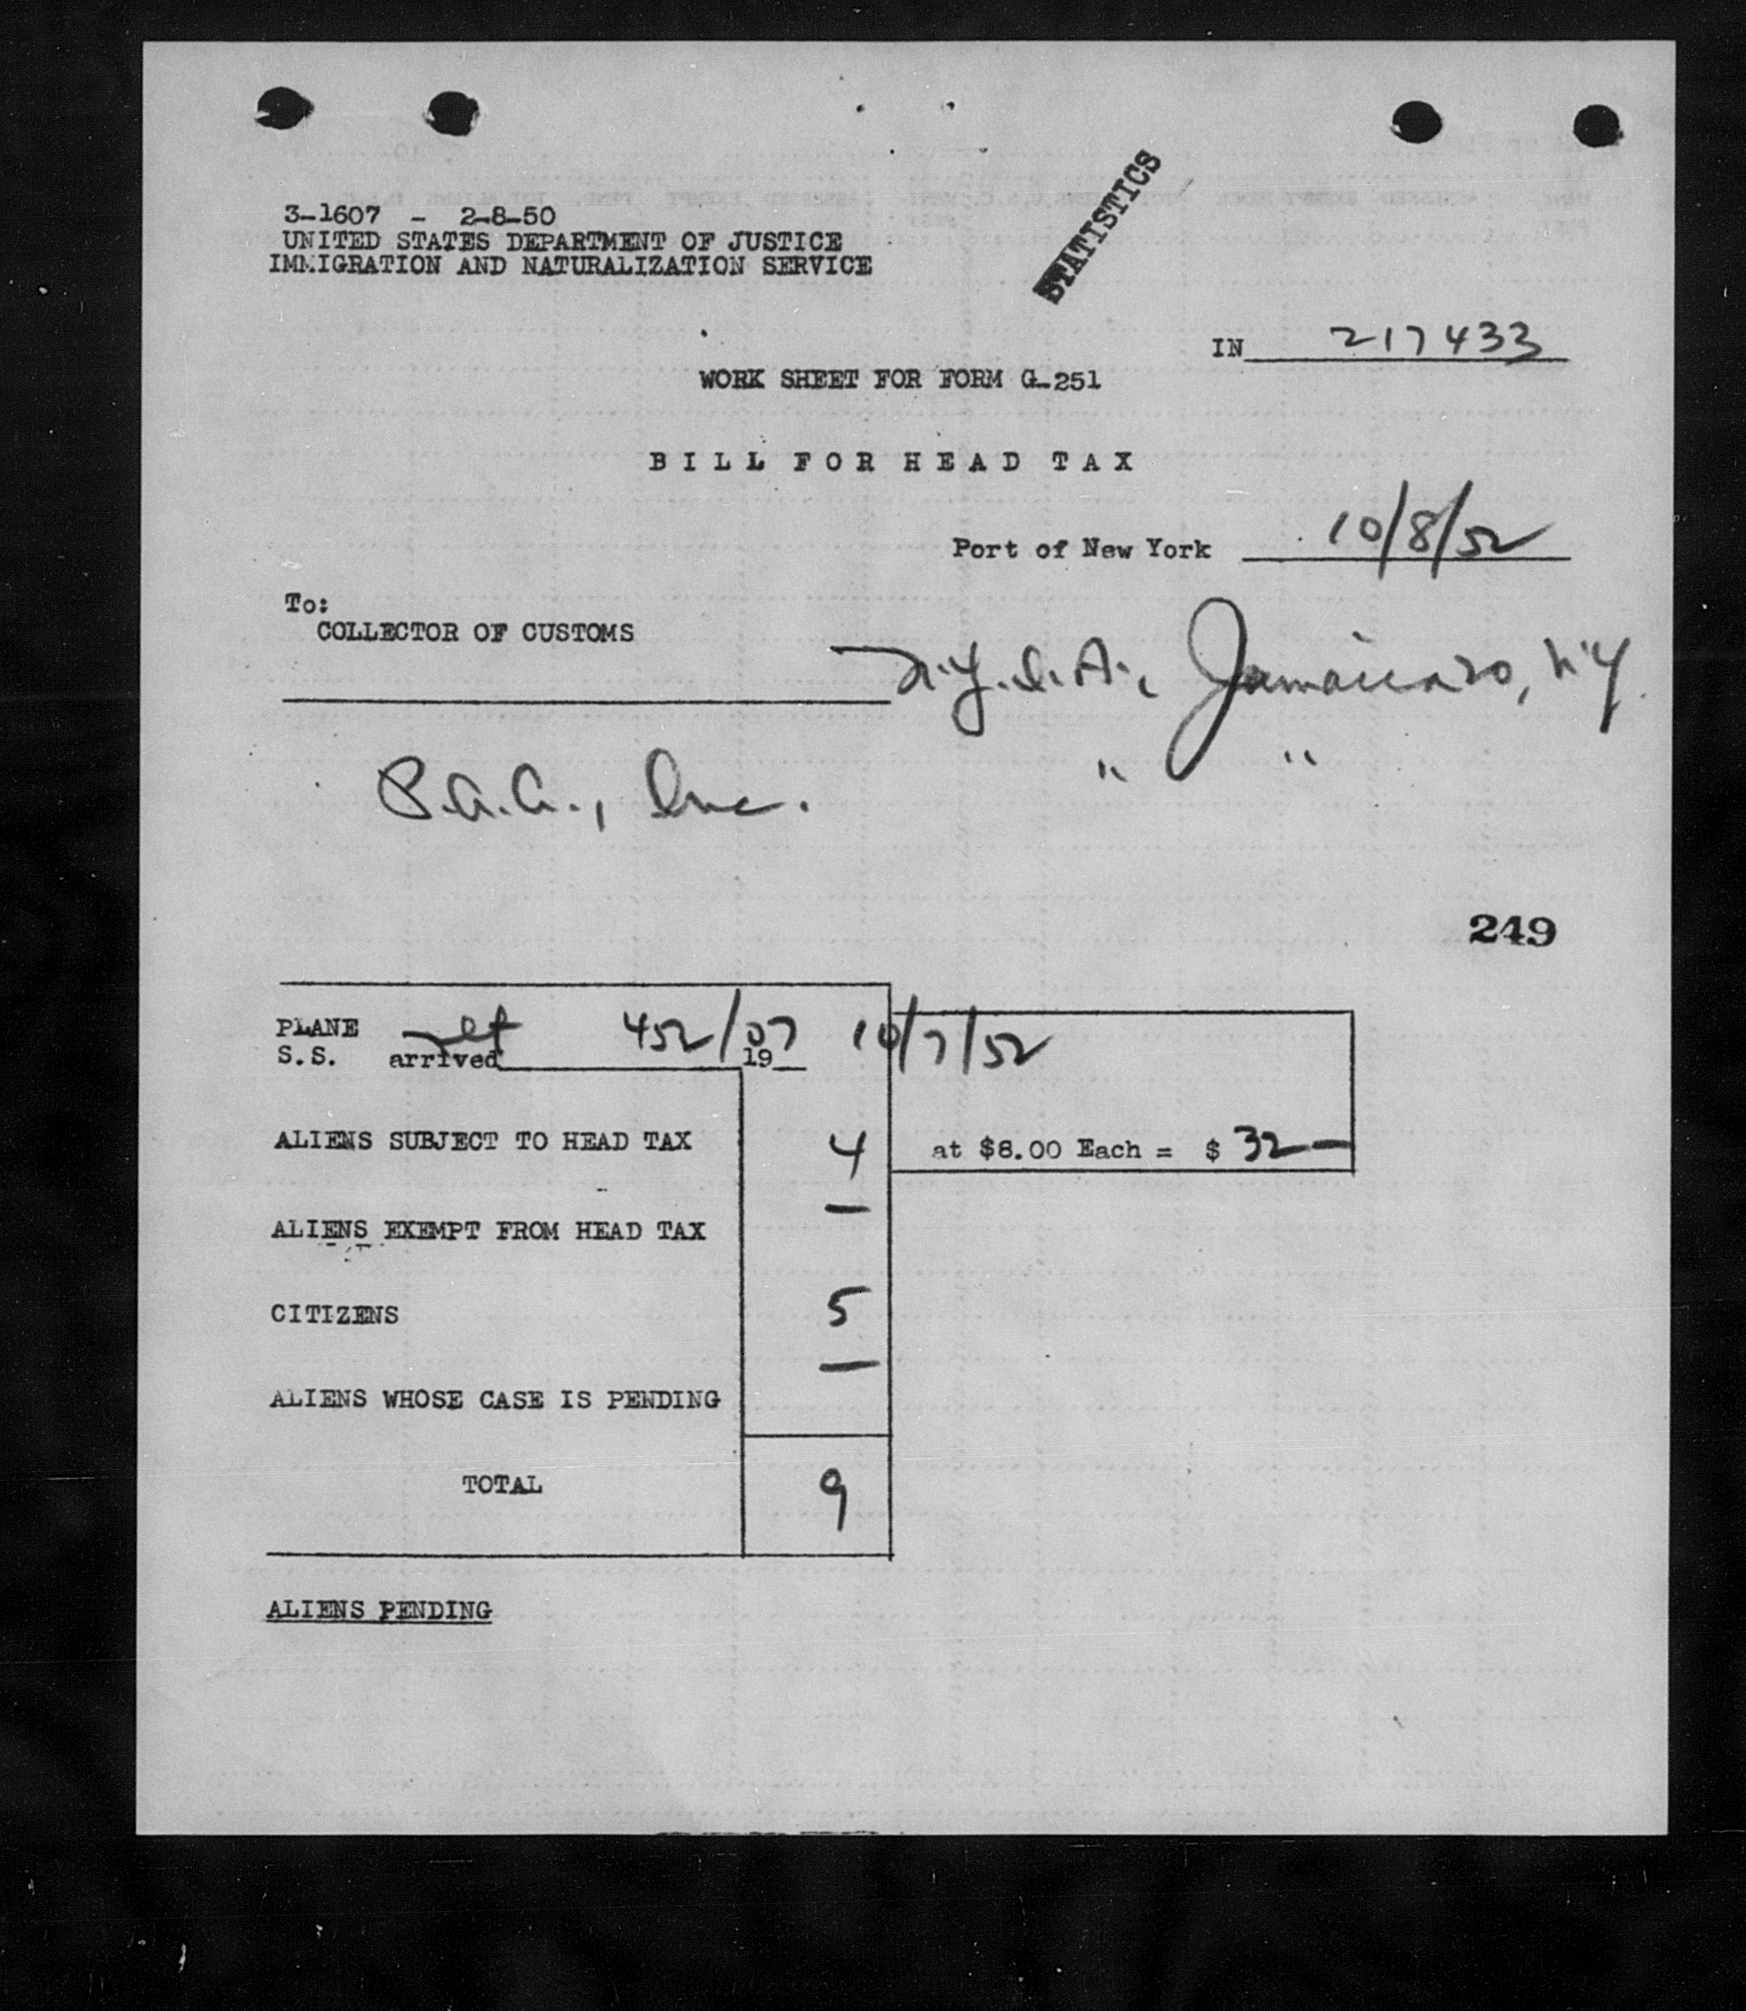 3-1607 - 2-8-50
UNITED STATES DEPARTMENT OF JUSTICE
IMMIGRATION AND NATURALIZATION SERVICE
STATISTICS
IN 217433
WORK SHEET FOR FORM G-251
BILL FOR HEAD TAX
Port of New York 10/8/52
To:
COLLECTOR OF CUSTOMS
N.Y.I.A., Jamaica 30, N.Y.
P.A.A., Inc. " "
249
PLANE
S.S. arrived 452/07 19 10/7/52
ALIENS SUBJECT TO HEAD TAX 4 at $8.00 Each = $ 32—
ALIENS EXEMPT FROM HEAD TAX —
CITIZENS 5
ALIENS WHOSE CASE IS PENDING —
TOTAL 9
ALIENS PENDING